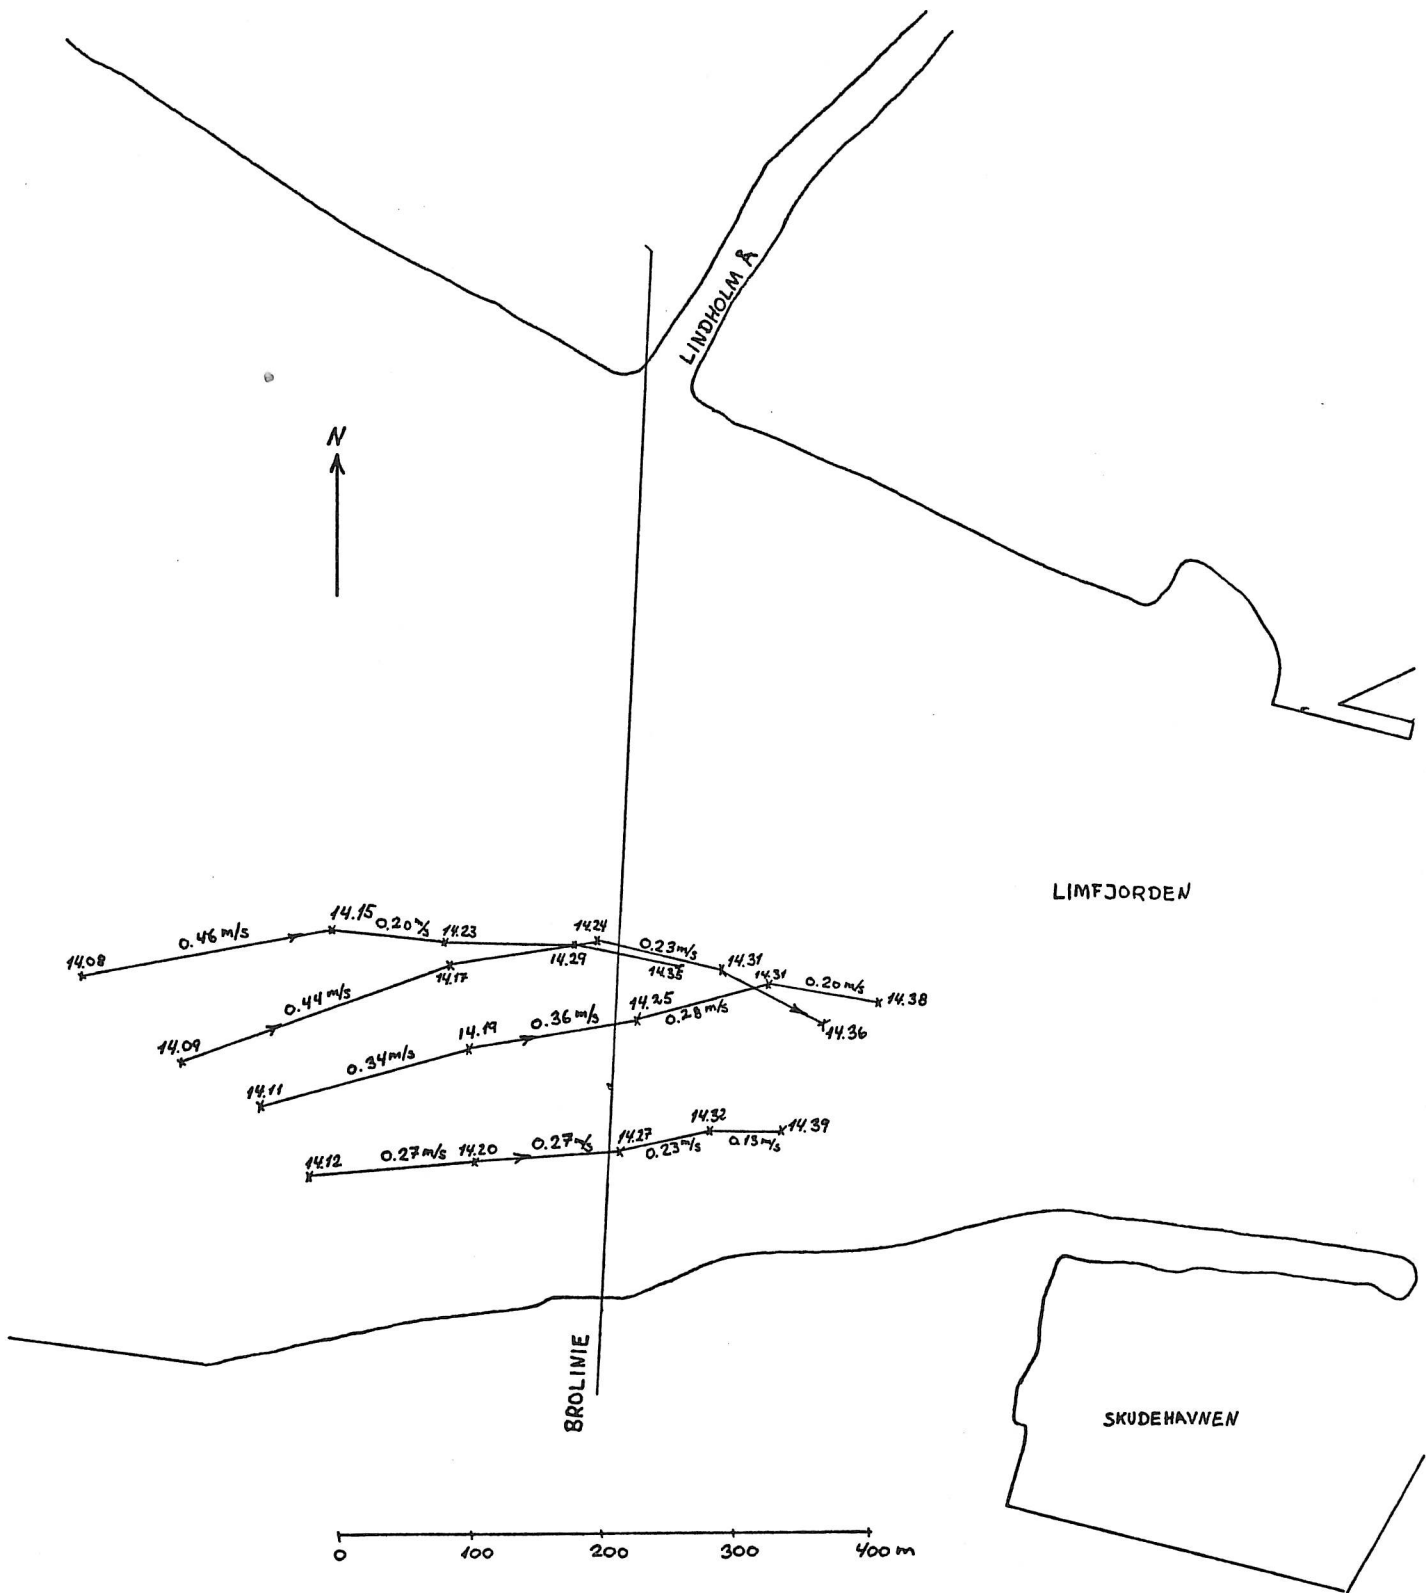 LINDHOLM Å
N
LIMFJORDEN
14.15
0.20 m/s
14.23
14.24
0.46 m/s
0.23 m/s
14.08
14.29
14.35
14.31
14.31
0.20 m/s
14.38
14.17
0.44 m/s
14.25
0.28 m/s
14.36
14.09
14.19
0.36 m/s
0.34 m/s
14.11
14.32
14.39
14.27
0.13 m/s
0.23 m/s
0.27 m/s
14.20
0.27 m/s
14.12
BROLINIE
SKUDEHAVNEN
0 100 200 300 400 m